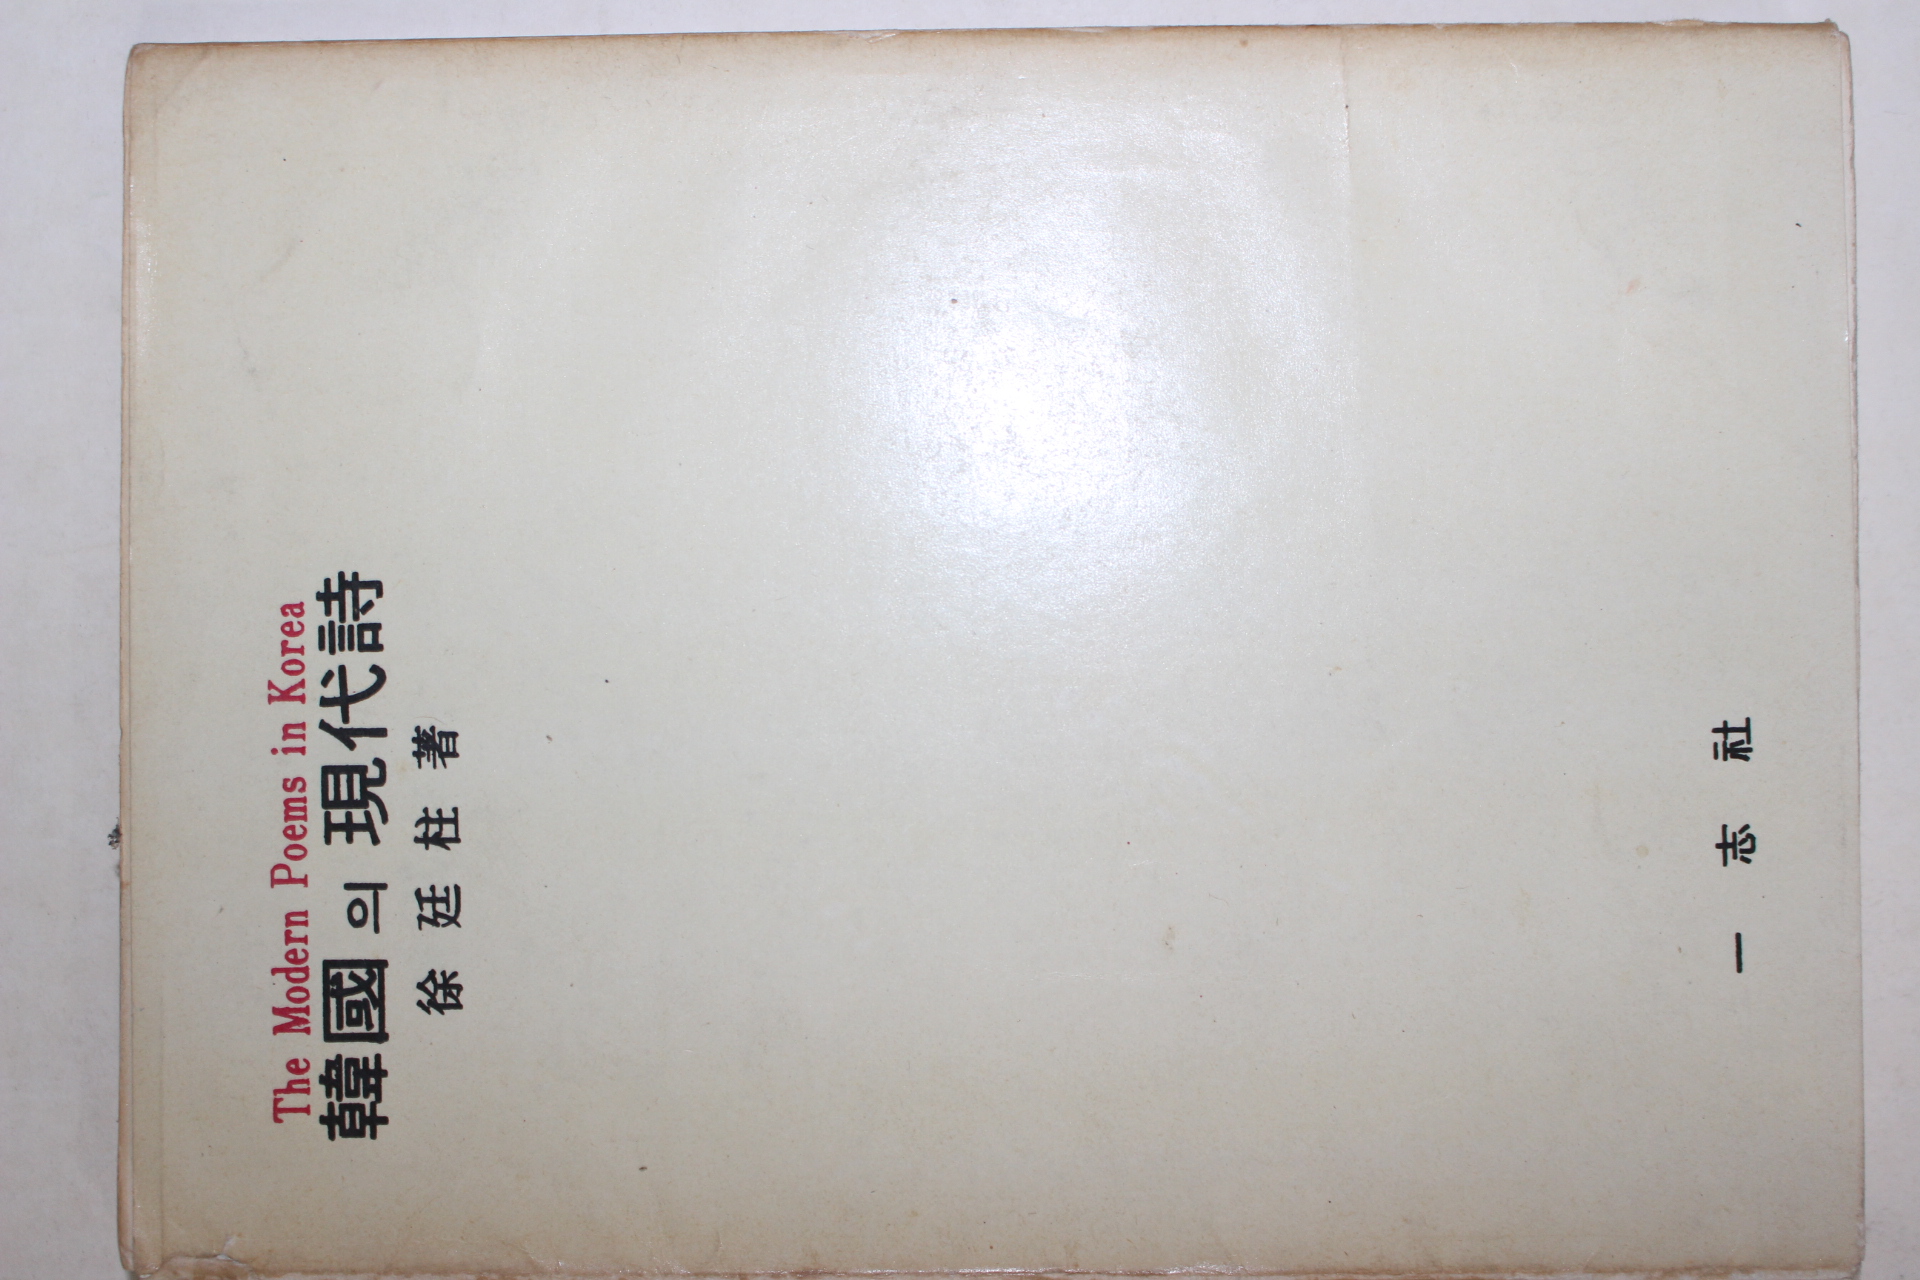 The Modern Poems in Korea
韓國의 現代詩
徐廷柱 著
一志社